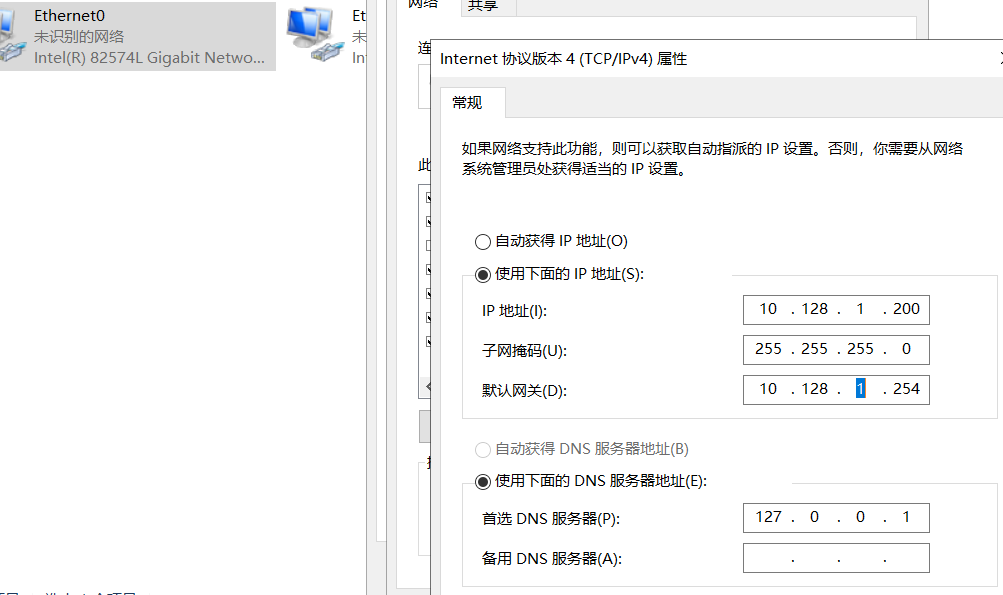 网络
共享
Ethernet0
未识别的网络
Intel(R) 82574L Gigabit Netwo...
Et
未
Int
连
此
Internet 协议版本 4 (TCP/IPv4) 属性
常规
如果网络支持此功能，则可以获取自动指派的 IP 设置。否则，你需要从网络
系统管理员处获得适当的 IP 设置。
自动获得 IP 地址(O)
使用下面的 IP 地址(S):
IP 地址(I):
10 . 128 . 1 . 200
子网掩码(U):
255 . 255 . 255 . 0
默认网关(D):
10 . 128 . 1 . 254
自动获得 DNS 服务器地址(B)
使用下面的 DNS 服务器地址(E):
首选 DNS 服务器(P):
127 . 0 . 0 . 1
备用 DNS 服务器(A):
. . .